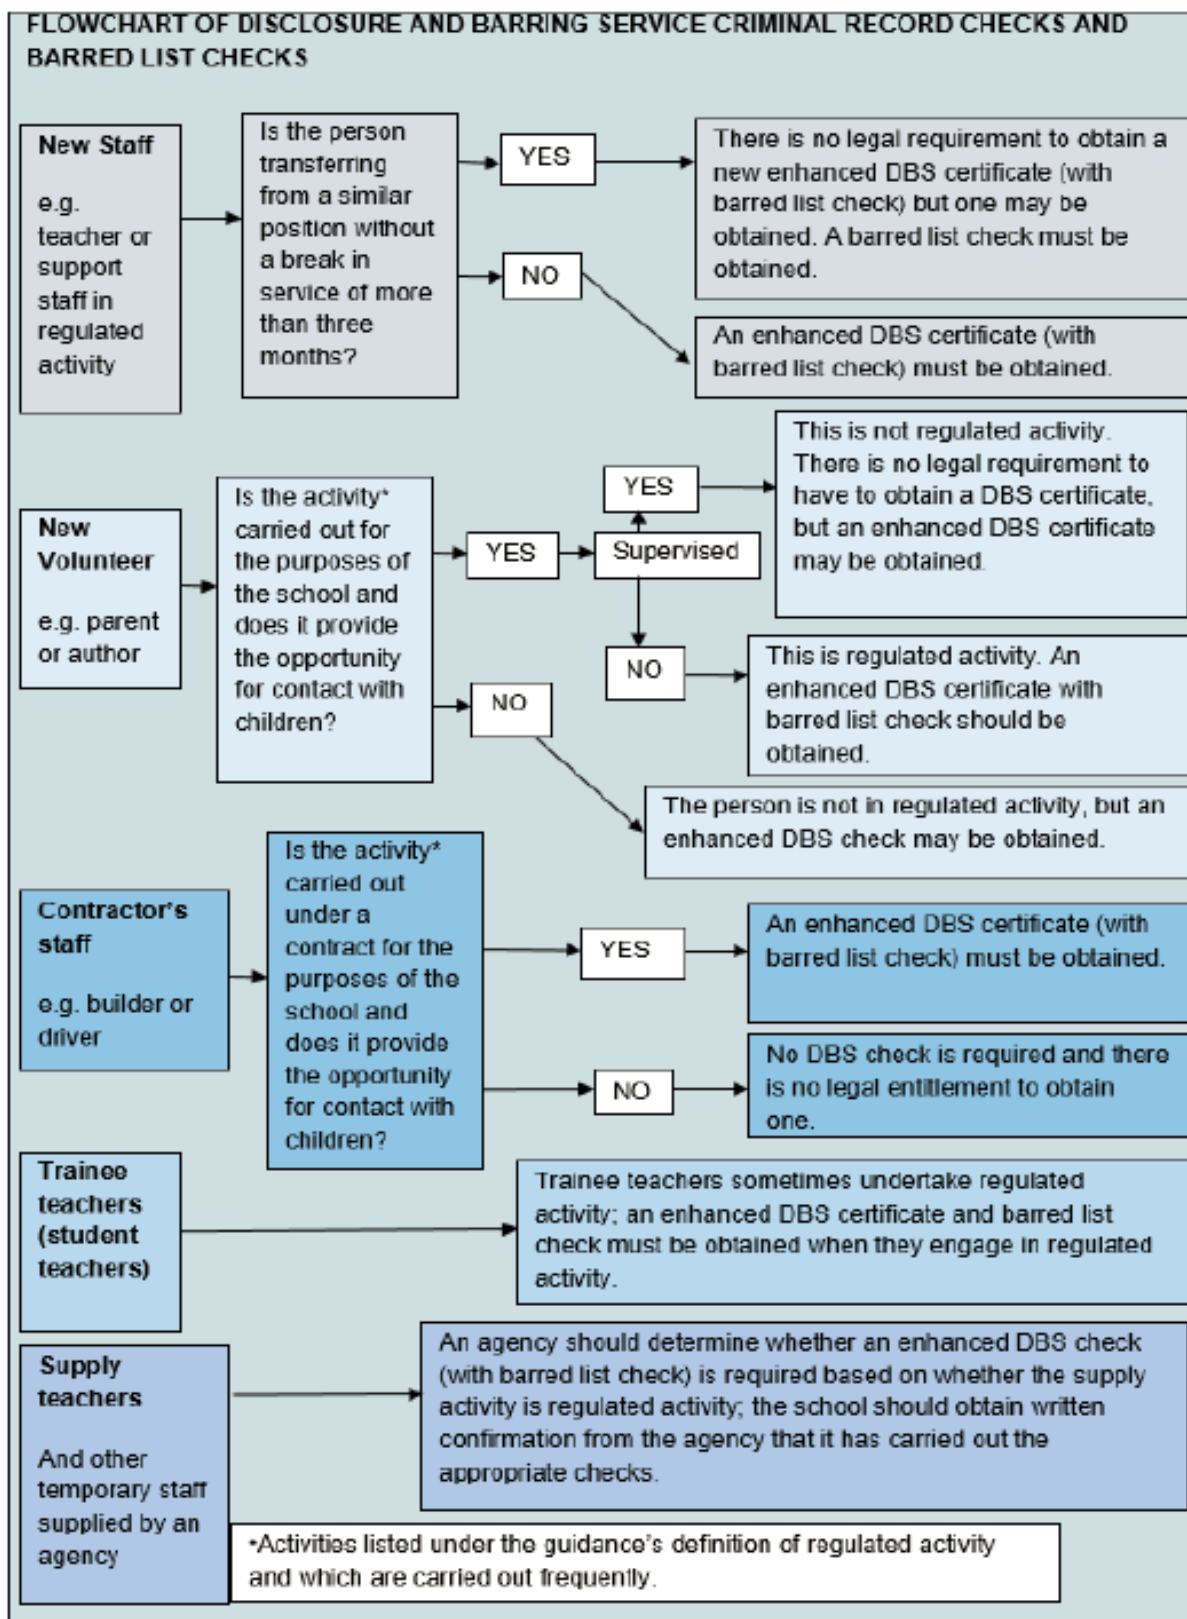 FLOWCHART OF DISCLOSURE AND BARRING SERVICE CRIMINAL RECORD CHECKS AND
BARRED LIST CHECKS
New Staff
e.g.
teacher or
support
staff in
regulated
activity
Is the person
transferring
from a similar
position without
a break in
service of more
than three
months?
YES
There is no legal requirement to obtain a
new enhanced DBS certificate (with
barred list check) but one may be
obtained. A barred list check must be
obtained.
NO
An enhanced DBS certificate (with
barred list check) must be obtained.
New
Volunteer
e.g. parent
or author
Is the activity*
carried out for
the purposes of
the school and
does it provide
the opportunity
for contact with
children?
YES
Supervised
YES
This is not regulated activity.
There is no legal requirement to
have to obtain a DBS certificate,
but an enhanced DBS certificate
may be obtained.
NO
This is regulated activity. An
enhanced DBS certificate with
barred list check should be
obtained.
NO
The person is not in regulated activity, but an
enhanced DBS check may be obtained.
Contractor's
staff
e.g. builder or
driver
Is the activity*
carried out
under a
contract for the
purposes of the
school and
does it provide
the opportunity
for contact with
children?
YES
An enhanced DBS certificate (with
barred list check) must be obtained.
NO
No DBS check is required and there
is no legal entitlement to obtain
one.
Trainee
teachers
(student
teachers)
Trainee teachers sometimes undertake regulated
activity; an enhanced DBS certificate and barred list
check must be obtained when they engage in regulated
activity.
Supply
teachers
And other
temporary staff
supplied by an
agency
An agency should determine whether an enhanced DBS check
(with barred list check) is required based on whether the supply
activity is regulated activity; the school should obtain written
confirmation from the agency that it has carried out the
appropriate checks.
*Activities listed under the guidance's definition of regulated activity
and which are carried out frequently.